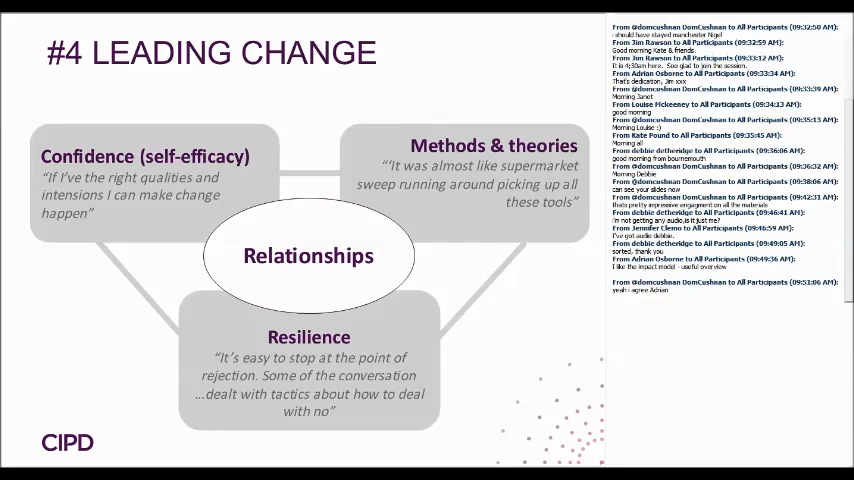 #4 LEADING CHANGE
Confidence (self-efficacy)
“If I’ve the right qualities and
intensions I can make change
happen”
Methods & theories
“‘It was almost like supermarket
sweep running around picking up all
these tools”
Relationships
Resilience
“It’s easy to stop at the point of
rejection. Some of the conversation
...dealt with tactics about how to deal
with no”
CIPD
From @domcushnan DomCushnan to All Participants (09:32:50 AM):
i should have stayed manchester Nigel
From Jim Rawson to All Participants (09:32:59 AM):
Good morning Kate & friends.
From Jim Rawson to All Participants (09:33:12 AM):
It is 4;30am here. Soo glad to join the session.
From Adrian Osborne to All Participants (09:33:34 AM):
That's dedication, Jim xxx
From @domcushnan DomCushnan to All Participants (09:33:39 AM):
Morning Janet
From Louise Mckeeney to All Participants (09:34:13 AM):
good morning
From @domcushnan DomCushnan to All Participants (09:35:13 AM):
Morning Louise :)
From Kate Pound to All Participants (09:35:45 AM):
Morning all
From debbie detheridge to All Participants (09:36:06 AM):
good morning from bournemouth
From @domcushnan DomCushnan to All Participants (09:36:32 AM):
Morning Debbie
From @domcushnan DomCushnan to All Participants (09:38:06 AM):
can see your slides now
From @domcushnan DomCushnan to All Participants (09:42:31 AM):
thats pretty impressive engagment on all the materials
From debbie detheridge to All Participants (09:46:41 AM):
i'm not getting any audio,is it just me?
From Jennifer Clemo to All Participants (09:46:59 AM):
I've got audio debbie.
From debbie detheridge to All Participants (09:49:05 AM):
sorted, thank you
From Adrian Osborne to All Participants (09:49:36 AM):
I like the impact model - useful overview
From @domcushnan DomCushnan to All Participants (09:51:06 AM):
yeah i agree Adrian